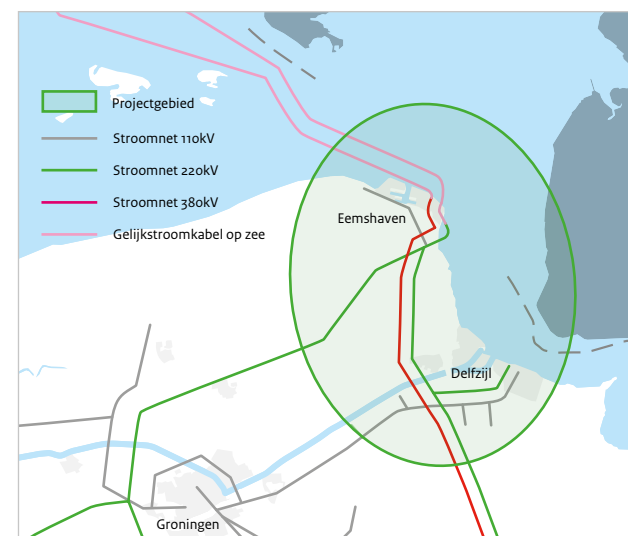 Projectgebied
Stroomnet 110kV
Stroomnet 220kV
Stroomnet 380kV
Gelijkstroomkabel op zee
Eemshaven
Delfzijl
Groningen